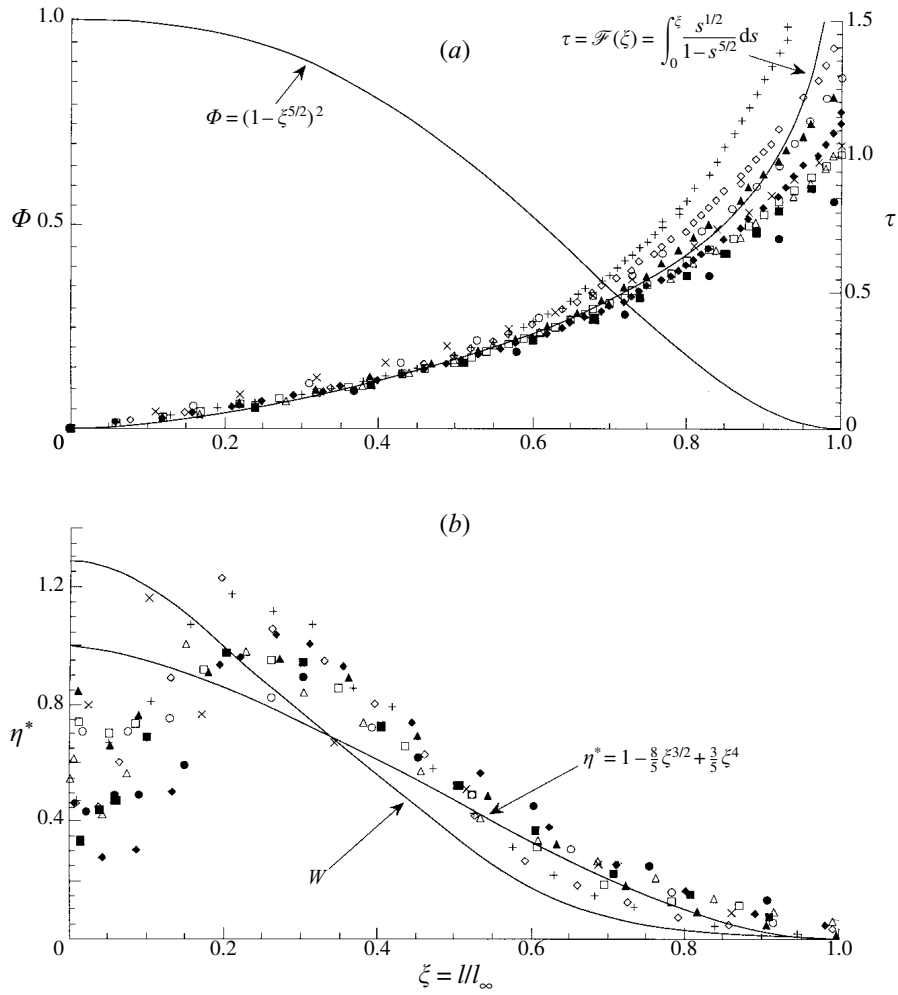 1.0
(a)
τ = ℱ(ξ) = ∫₀^ξ s^{1/2}/(1 − s^{5/2}) ds
1.5
Φ = (1 − ξ^{5/2})²
1.0
Φ
0.5
τ
0.5
0
0
0.2
0.4
0.6
0.8
1.0
(b)
1.2
0.8
η*
η* = 1 − 8/5 ξ^{3/2} + 3/5 ξ⁴
0.4
W
0
0
0.2
0.4
0.6
0.8
1.0
ξ = l/l_∞